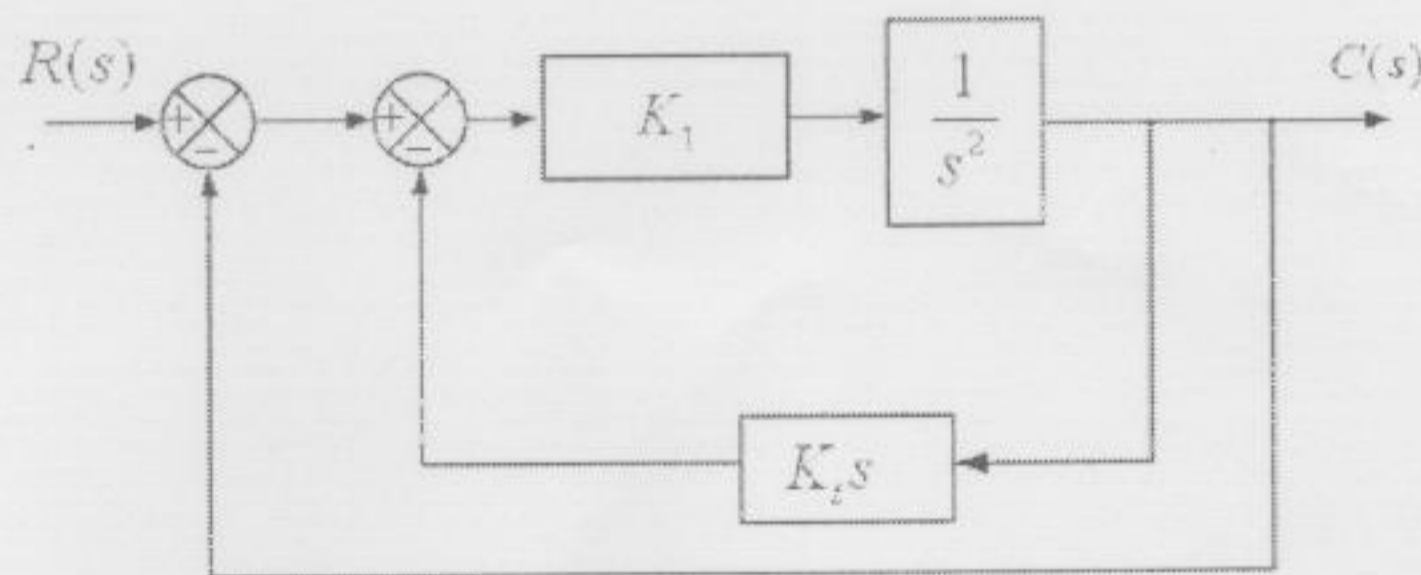 R(s)
+
−
+
−
K₁
1
s²
C(s)
Kₜs